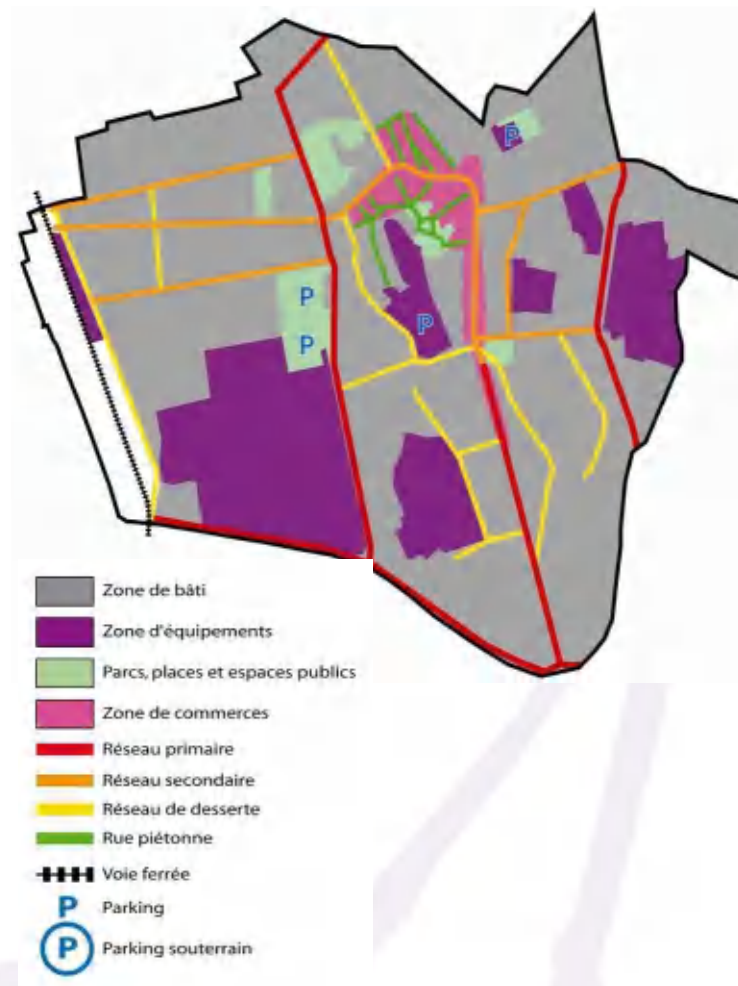 P
P
P
P
Zone de bâti
Zone d'équipements
Parcs, places et espaces publics
Zone de commerces
Réseau primaire
Réseau secondaire
Réseau de desserte
Rue piétonne
Voie ferrée
P Parking
P Parking souterrain